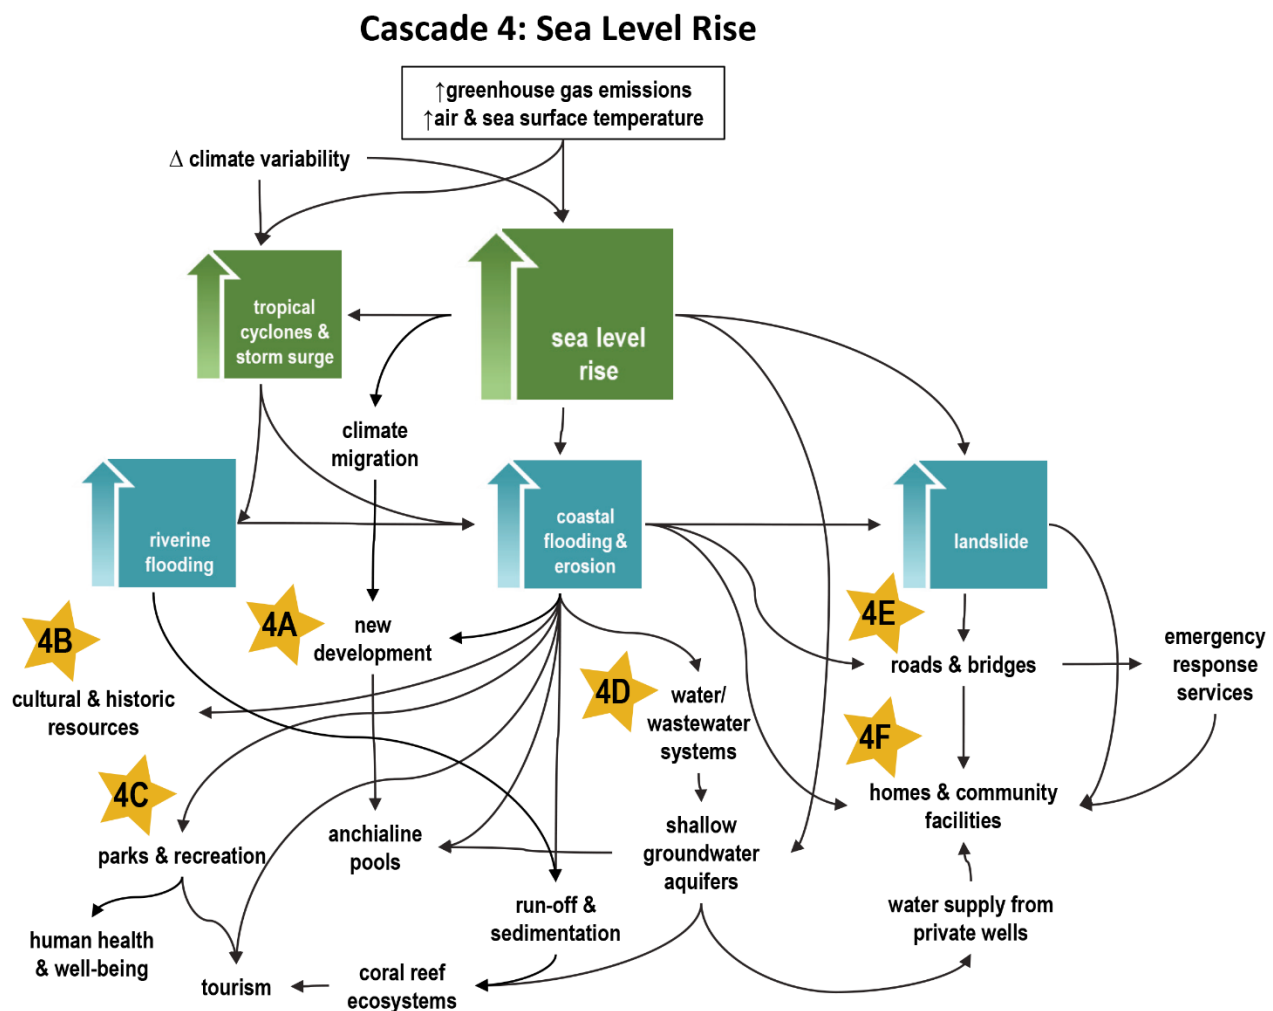 Cascade 4: Sea Level Rise
↑greenhouse gas emissions
↑air & sea surface temperature
Δ climate variability
tropical
cyclones &
storm surge
sea level
rise
climate
migration
riverine
flooding
coastal
flooding &
erosion
landslide
4A
new
development
4B
cultural & historic
resources
4C
parks & recreation
4D
water/
wastewater
systems
4E
roads & bridges
emergency
response
services
4F
homes & community
facilities
anchialine
pools
shallow
groundwater
aquifers
human health
& well-being
tourism
coral reef
ecosystems
run-off &
sedimentation
water supply from
private wells